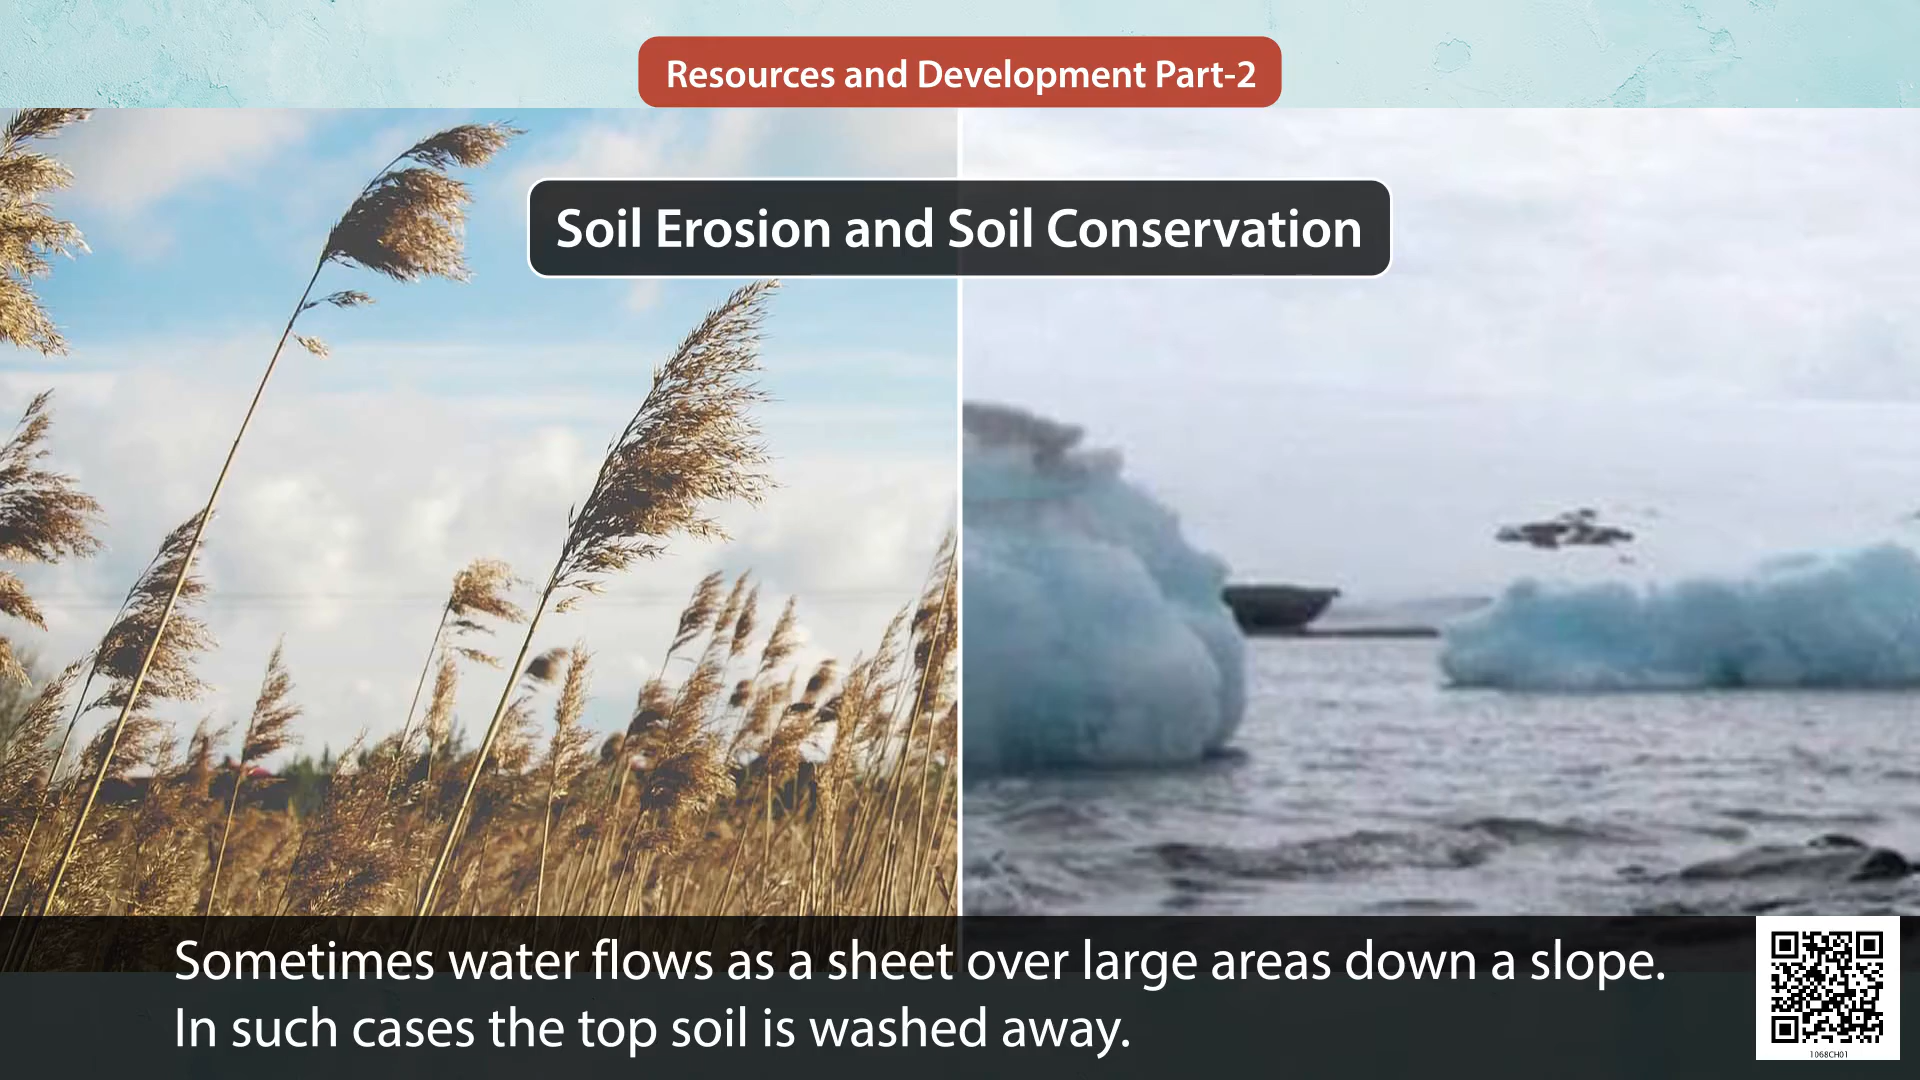 Resources and Development Part-2
Soil Erosion and Soil Conservation
Sometimes water flows as a sheet over large areas down a slope.
In such cases the top soil is washed away.
1068CH01